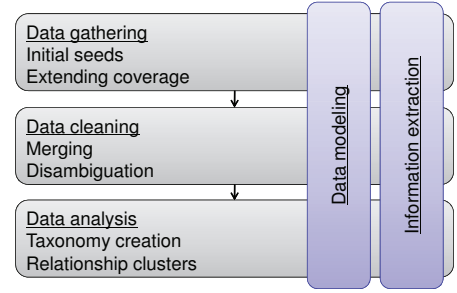 Data gathering
Initial seeds
Extending coverage
Data cleaning
Merging
Disambiguation
Data analysis
Taxonomy creation
Relationship clusters
Data modeling
Information extraction